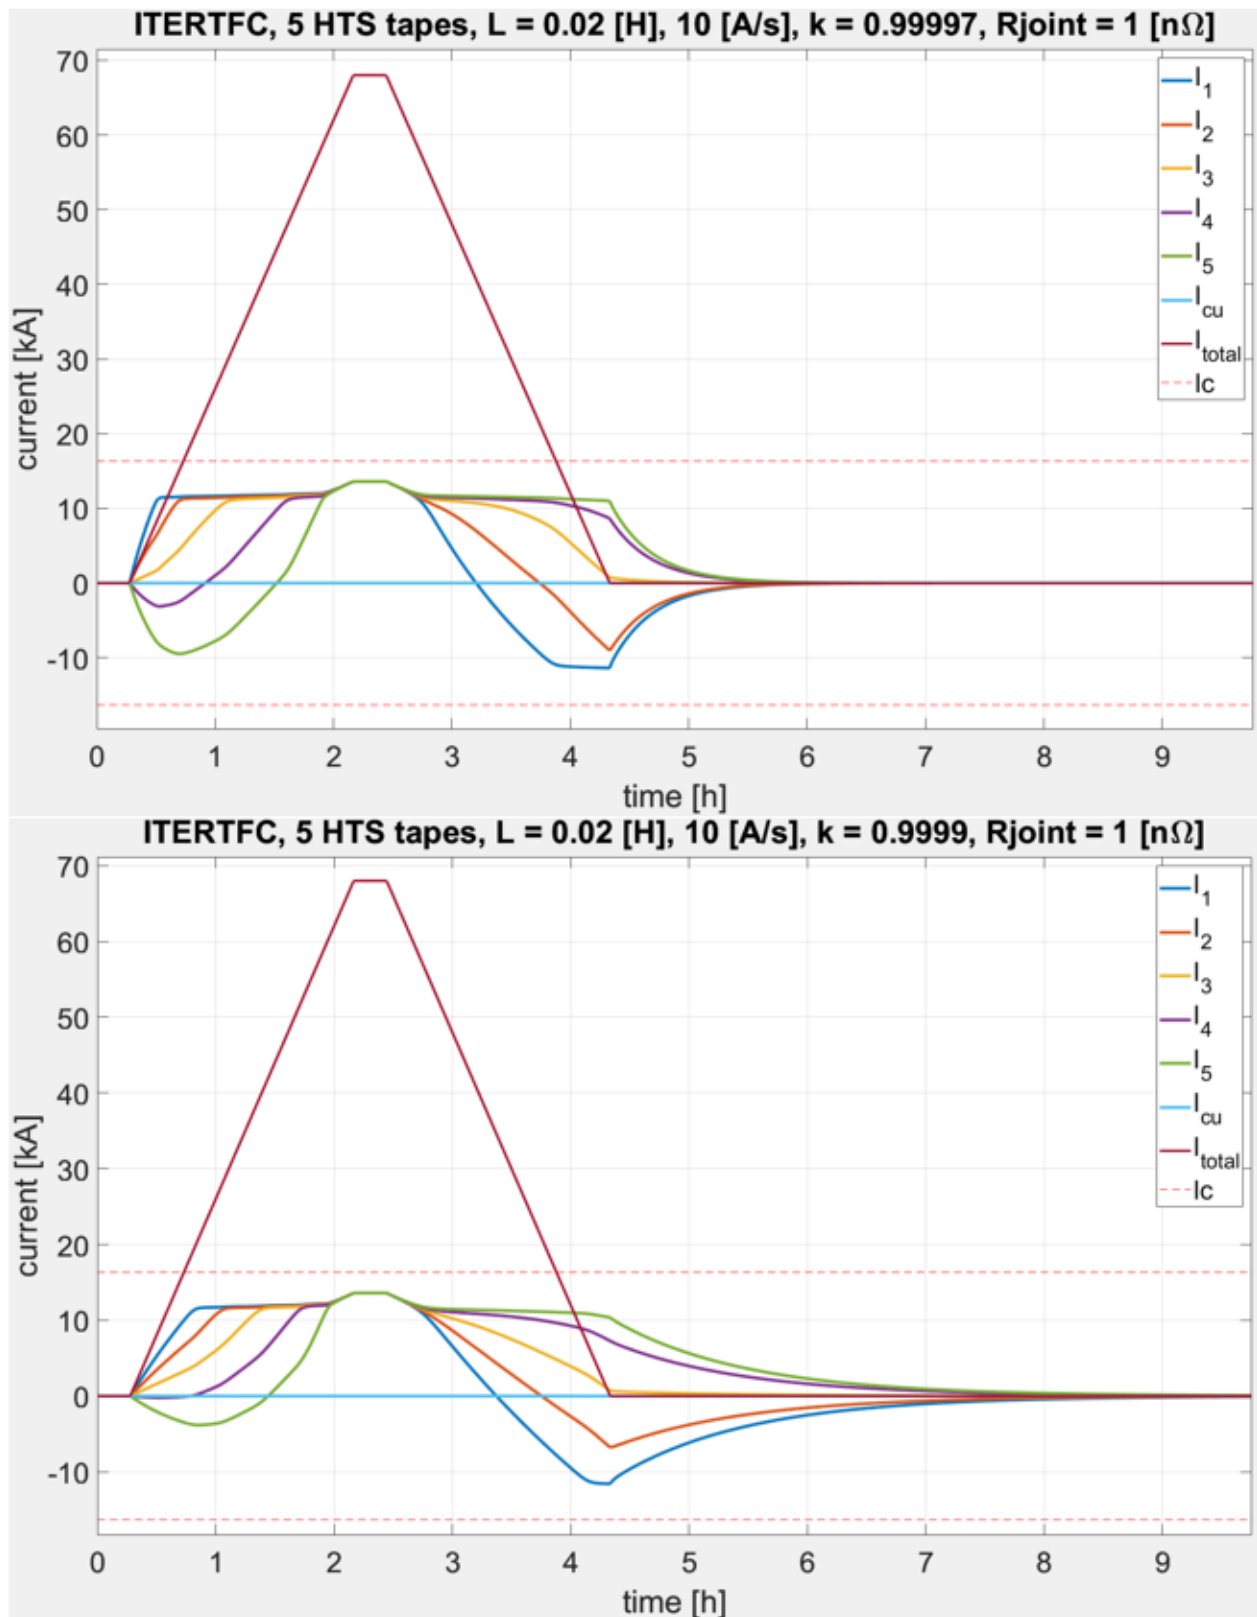 ITERTFC, 5 HTS tapes, L = 0.02 [H], 10 [A/s], k = 0.99997, Rjoint = 1 [nΩ]
70
60
50
40
30
20
10
0
-10
current [kA]
I1
I2
I3
I4
I5
Icu
Itotal
Ic
0 1 2 3 4 5 6 7 8 9
time [h]
ITERTFC, 5 HTS tapes, L = 0.02 [H], 10 [A/s], k = 0.9999, Rjoint = 1 [nΩ]
70
60
50
40
30
20
10
0
-10
current [kA]
I1
I2
I3
I4
I5
Icu
Itotal
Ic
0 1 2 3 4 5 6 7 8 9
time [h]